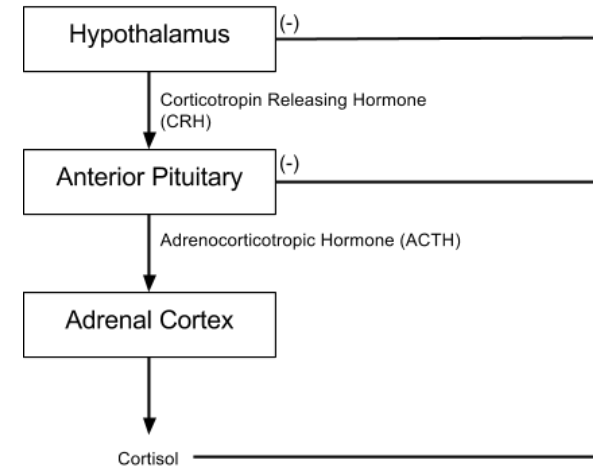 Hypothalamus
(-)
Corticotropin Releasing Hormone
(CRH)
Anterior Pituitary
(-)
Adrenocorticotropic Hormone (ACTH)
Adrenal Cortex
Cortisol